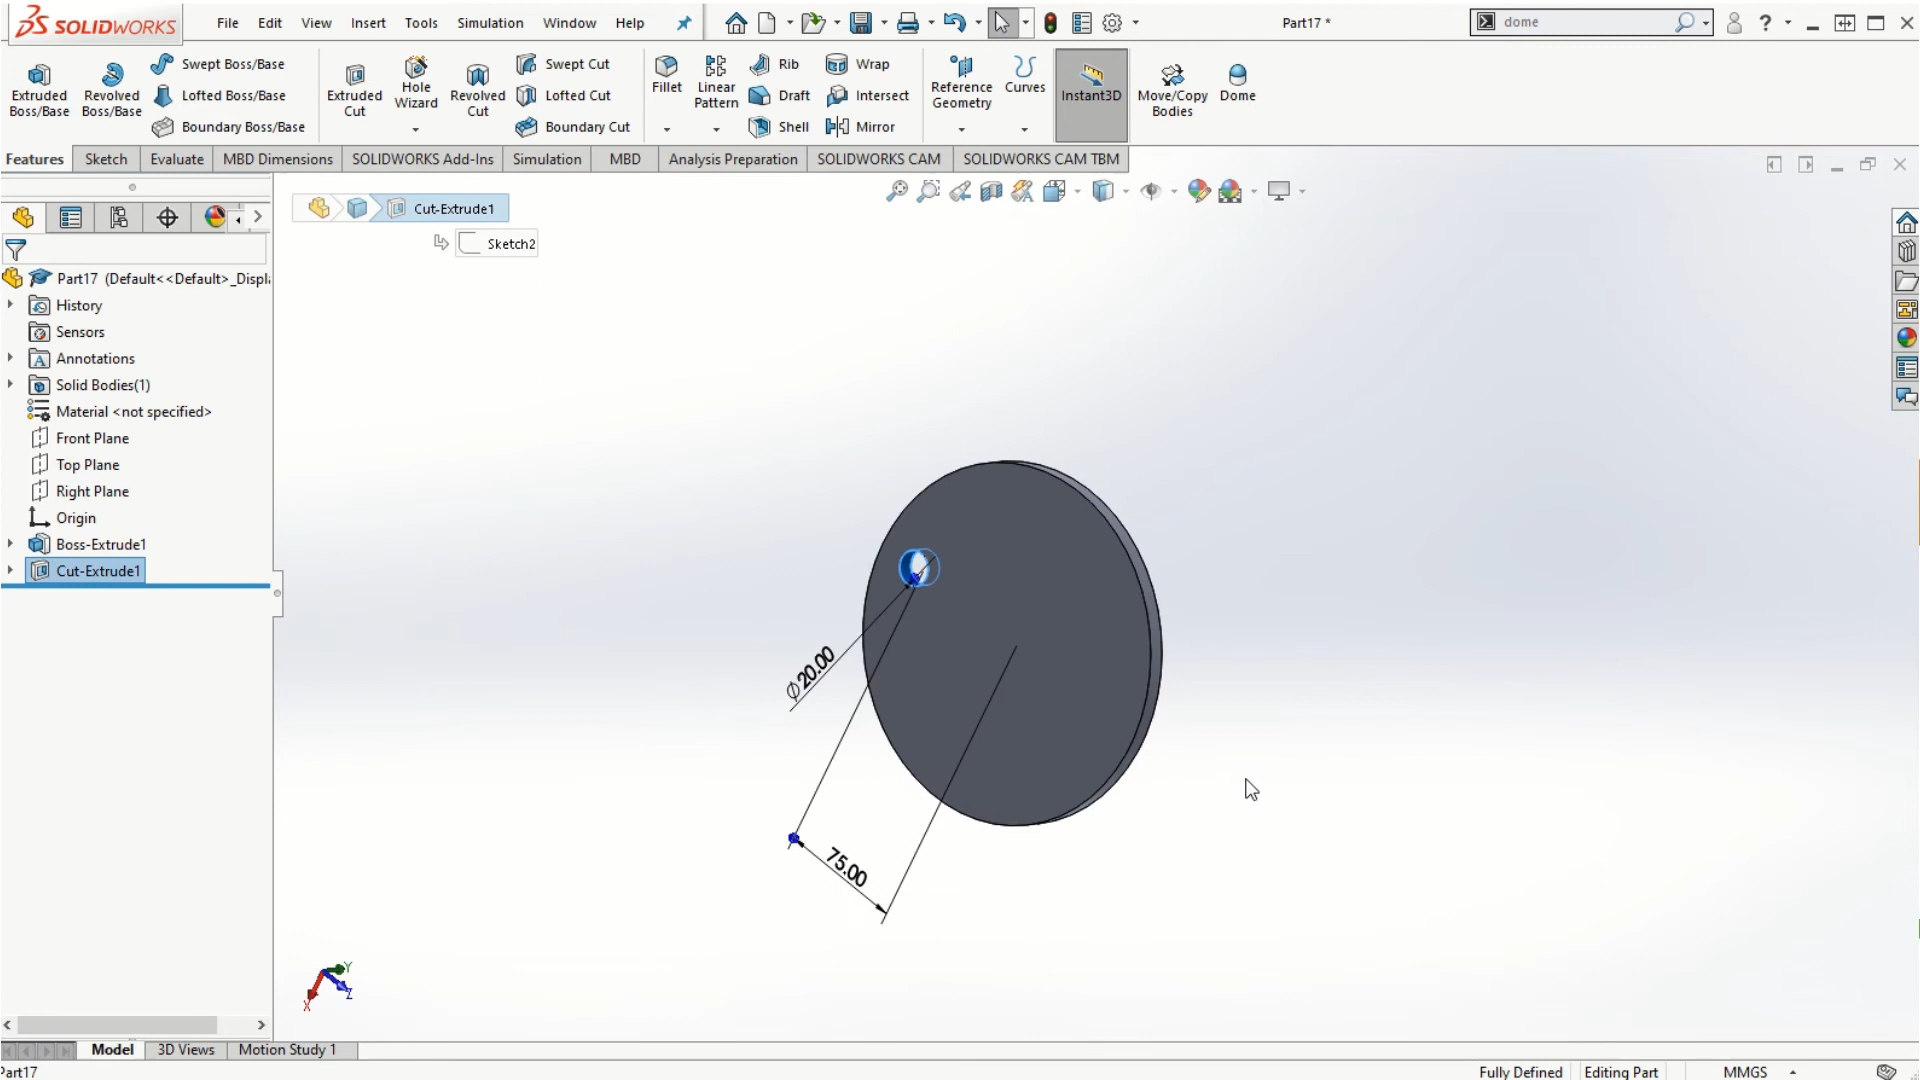 SOLIDWORKS File Edit View Insert Tools Simulation Window Help Part17 * dome ?
Extruded Boss/Base
Revolved Boss/Base
Swept Boss/Base
Lofted Boss/Base
Boundary Boss/Base
Extruded Cut
Hole Wizard
Revolved Cut
Swept Cut
Lofted Cut
Boundary Cut
Fillet
Linear Pattern
Rib
Draft
Shell
Wrap
Intersect
Mirror
Reference Geometry
Curves
Instant3D
Move/Copy Bodies
Dome
Features Sketch Evaluate MBD Dimensions SOLIDWORKS Add-Ins Simulation MBD Analysis Preparation SOLIDWORKS CAM SOLIDWORKS CAM TBM
Cut-Extrude1
Sketch2
Part17 (Default<<Default>_Displa
History
Sensors
Annotations
Solid Bodies(1)
Material <not specified>
Front Plane
Top Plane
Right Plane
Origin
Boss-Extrude1
Cut-Extrude1
∅20.00
75.00
Y
Z
X
Model 3D Views Motion Study 1
Part17 Fully Defined Editing Part MMGS